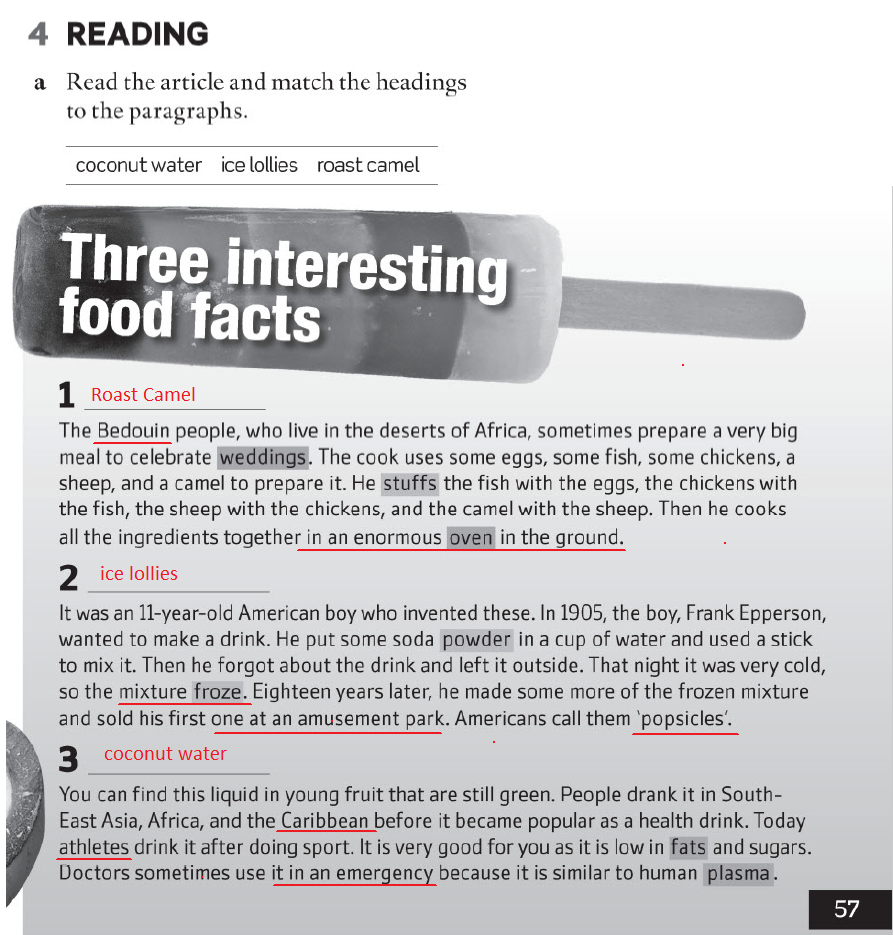 4 READING
a Read the article and match the headings
to the paragraphs.
coconut water ice lollies roast camel
Three interesting
food facts
1 Roast Camel
The Bedouin people, who live in the deserts of Africa, sometimes prepare a very big
meal to celebrate weddings. The cook uses some eggs, some fish, some chickens, a
sheep, and a camel to prepare it. He stuffs the fish with the eggs, the chickens with
the fish, the sheep with the chickens, and the camel with the sheep. Then he cooks
all the ingredients together in an enormous oven in the ground.
2 ice lollies
It was an 11-year-old American boy who invented these. In 1905, the boy, Frank Epperson,
wanted to make a drink. He put some soda powder in a cup of water and used a stick
to mix it. Then he forgot about the drink and left it outside. That night it was very cold,
so the mixture froze. Eighteen years later, he made some more of the frozen mixture
and sold his first one at an amusement park. Americans call them 'popsicles'.
3 coconut water
You can find this liquid in young fruit that are still green. People drank it in South-
East Asia, Africa, and the Caribbean before it became popular as a health drink. Today
athletes drink it after doing sport. It is very good for you as it is low in fats and sugars.
Doctors sometimes use it in an emergency because it is similar to human plasma.
57